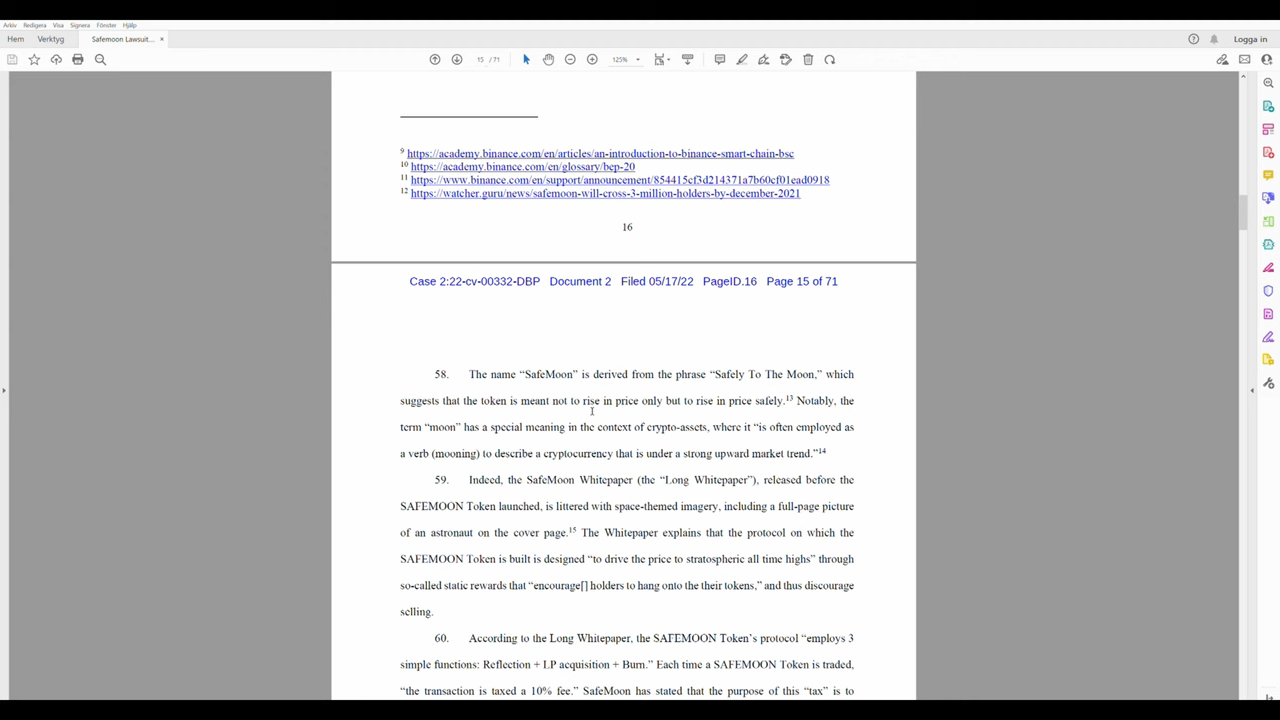 Arkiv Redigera Visa Signera Fönster Hjälp
Hem Verktyg Safemoon Lawsuit... × Logga in
15 / 71 125%
9 https://academy.binance.com/en/articles/an-introduction-to-binance-smart-chain-bsc
10 https://academy.binance.com/en/glossary/bep-20
11 https://www.binance.com/en/support/announcement/854415cf3d214371a7b60cf01ead0918
12 https://watcher.guru/news/safemoon-will-cross-3-million-holders-by-december-2021
16
Case 2:22-cv-00332-DBP Document 2 Filed 05/17/22 PageID.16 Page 15 of 71
58. The name “SafeMoon” is derived from the phrase “Safely To The Moon,” which
suggests that the token is meant not to rise in price only but to rise in price safely.13 Notably, the
term “moon” has a special meaning in the context of crypto-assets, where it “is often employed as
a verb (mooning) to describe a cryptocurrency that is under a strong upward market trend.”14
59. Indeed, the SafeMoon Whitepaper (the “Long Whitepaper”), released before the
SAFEMOON Token launched, is littered with space-themed imagery, including a full-page picture
of an astronaut on the cover page.15 The Whitepaper explains that the protocol on which the
SAFEMOON Token is built is designed “to drive the price to stratospheric all time highs” through
so-called static rewards that “encourage[] holders to hang onto the their tokens,” and thus discourage
selling.
60. According to the Long Whitepaper, the SAFEMOON Token’s protocol “employs 3
simple functions: Reflection + LP acquisition + Burn.” Each time a SAFEMOON Token is traded,
“the transaction is taxed a 10% fee.” SafeMoon has stated that the purpose of this “tax” is to